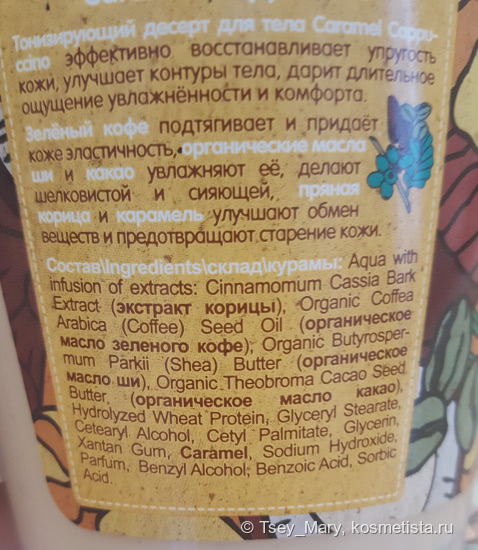 Тонизирующий десерт для тела Caramel Cappu-
ccino эффективно восстанавливает упругость
кожи, улучшает контуры тела, дарит длительное
ощущение увлажнённости и комфорта.
Зелёный кофе подтягивает и придаёт
коже эластичность, органические масла
ши и какао увлажняют её, делают
шелковистой и сияющей, пряная
корица и карамель улучшают обмен
веществ и предотвращают старение кожи.
Состав\Ingredients\склад\курамы: Aqua with
infusion of extracts: Cinnamomum Cassia Bark
Extract (экстракт корицы), Organic Coffea
Arabica (Coffee) Seed Oil (органическое
масло зеленого кофе), Organic Butyrosper-
mum Parkii (Shea) Butter (органическое
масло ши), Organic Theobroma Cacao Seed
Butter, (органическое масло какао),
Hydrolyzed Wheat Protein, Glyceryl Stearate,
Cetearyl Alcohol, Cetyl Palmitate, Glycerin,
Xantan Gum, Caramel, Sodium Hydroxide,
Parfum, Benzyl Alcohol, Benzoic Acid, Sorbic
Acid.
© Tsey_Mary, kosmetista.ru